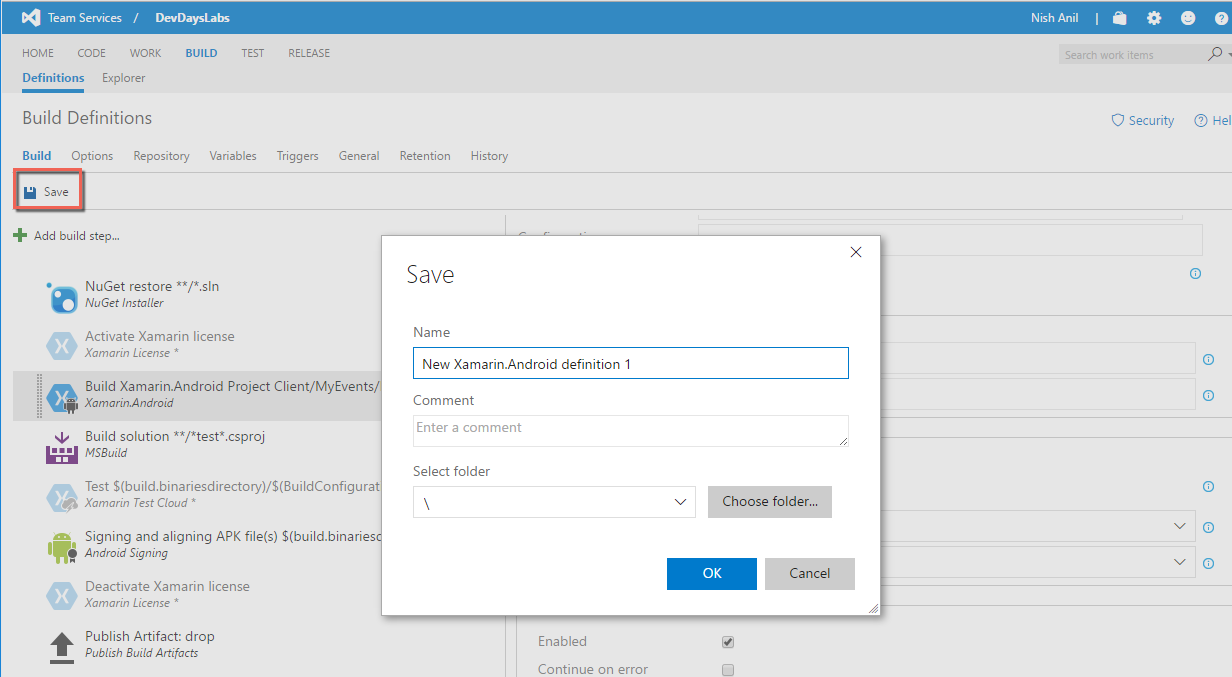 Team Services / DevDaysLabs Nish Anil | ?
HOME CODE WORK BUILD TEST RELEASE Search work items
Definitions Explorer
Build Definitions
Security ? Hel
Build Options Repository Variables Triggers General Retention History
Save
Add build step...
NuGet restore **/*.sln
NuGet Installer
Activate Xamarin license
Xamarin License *
Build Xamarin.Android Project Client/MyEvents/
Xamarin.Android
Build solution **/*test*.csproj
MSBuild
Test $(build.binariesdirectory)/$(BuildConfigurat
Xamarin Test Cloud *
Signing and aligning APK file(s) $(build.binariesdi
Android Signing
Deactivate Xamarin license
Xamarin License *
Publish Artifact: drop
Publish Build Artifacts
Save
Name
New Xamarin.Android definition 1
Comment
Enter a comment
Select folder
\ Choose folder...
OK Cancel
Enabled
Continue on error